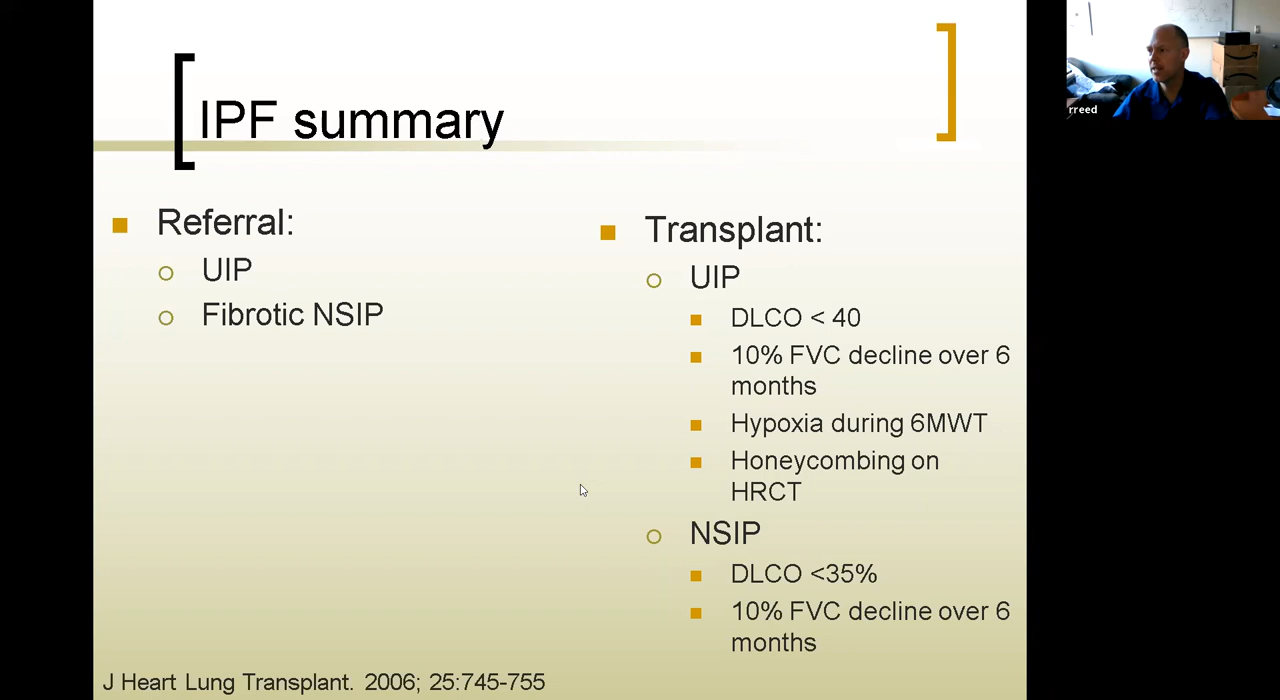 IPF summary
Referral:
UIP
Fibrotic NSIP
Transplant:
UIP
DLCO < 40
10% FVC decline over 6
months
Hypoxia during 6MWT
Honeycombing on
HRCT
NSIP
DLCO <35%
10% FVC decline over 6
months
J Heart Lung Transplant. 2006; 25:745-755
rreed